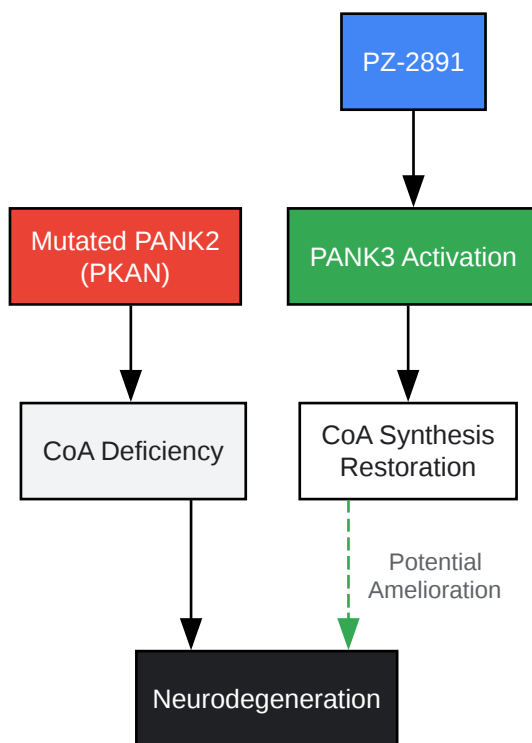 PZ-2891
Mutated PANK2
(PKAN)
PANK3 Activation
CoA Deficiency
CoA Synthesis
Restoration
Potential
Amelioration
Neurodegeneration